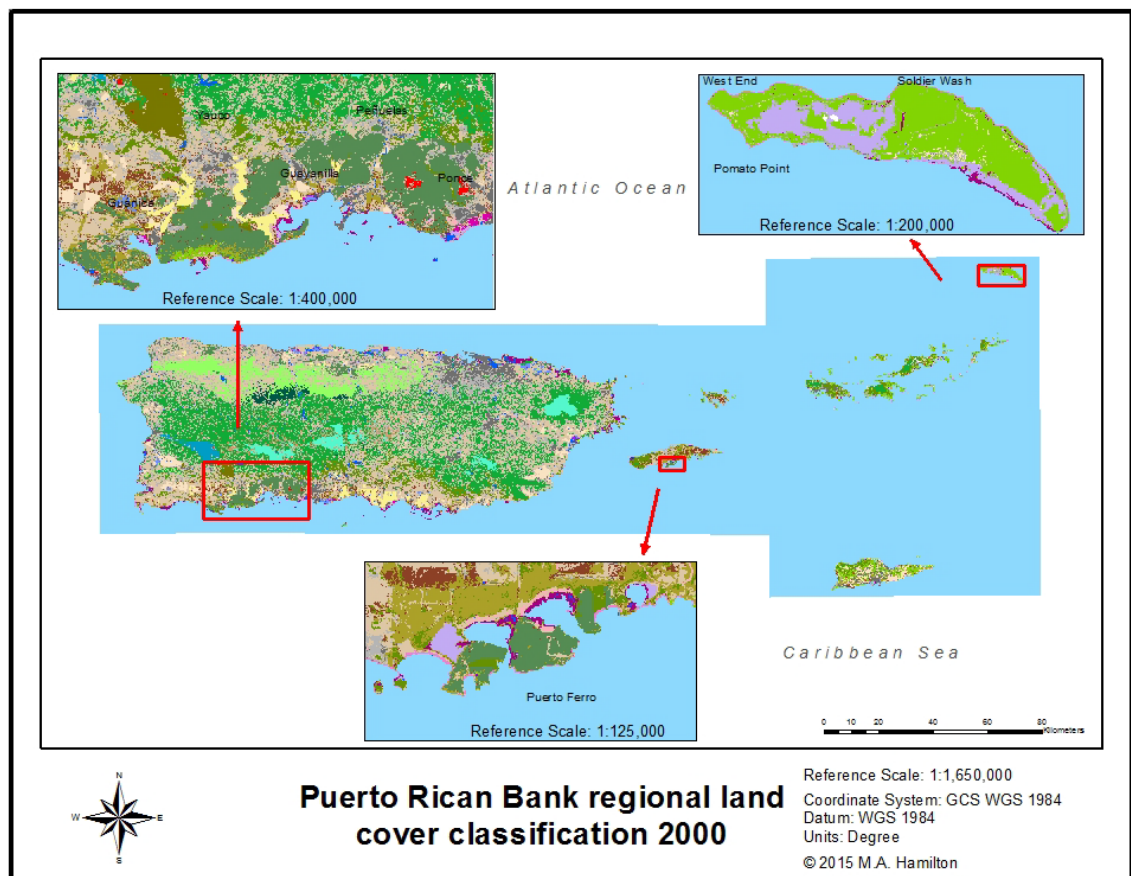 West End
Soldier Wash
Pomato Point
Reference Scale: 1:200,000
Yauco
Peñuelas
Guayanilla
Ponce
Guánica
Reference Scale: 1:400,000
Atlantic Ocean
Puerto Ferro
Reference Scale: 1:125,000
Caribbean Sea
0 10 20 40 60 80
Kilometers
N
W E
S
Puerto Rican Bank regional land
cover classification 2000
Reference Scale: 1:1,650,000
Coordinate System: GCS WGS 1984
Datum: WGS 1984
Units: Degree
© 2015 M.A. Hamilton